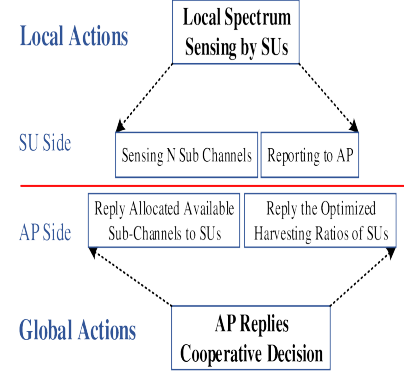 Local Actions
Local Spectrum
Sensing by SUs
SU Side
Sensing N Sub Channels
Reporting to AP
AP Side
Reply Allocated Available
Sub-Channels to SUs
Reply the Optimized
Harvesting Ratios of SUs
Global Actions
AP Replies
Cooperative Decision